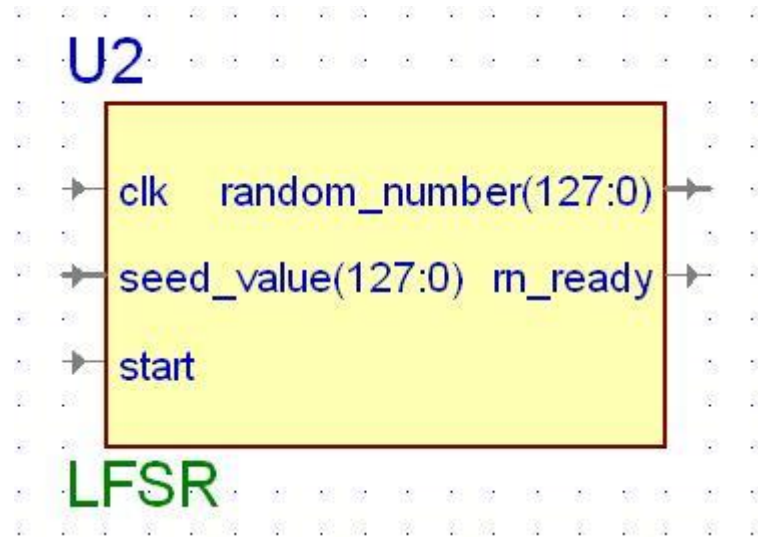 U2
clk random_number(127:0)
seed_value(127:0) rn_ready
start
LFSR